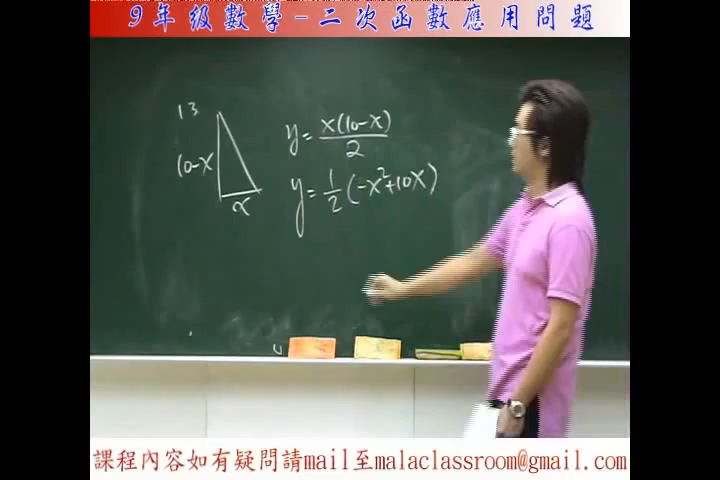 9年級數學-二次函數應用問題
13
10-x
x
y = x(10-x) / 2
y = 1/2 (-x²+10x)
課程內容如有疑問請mail至malaclassroom@gmail.com